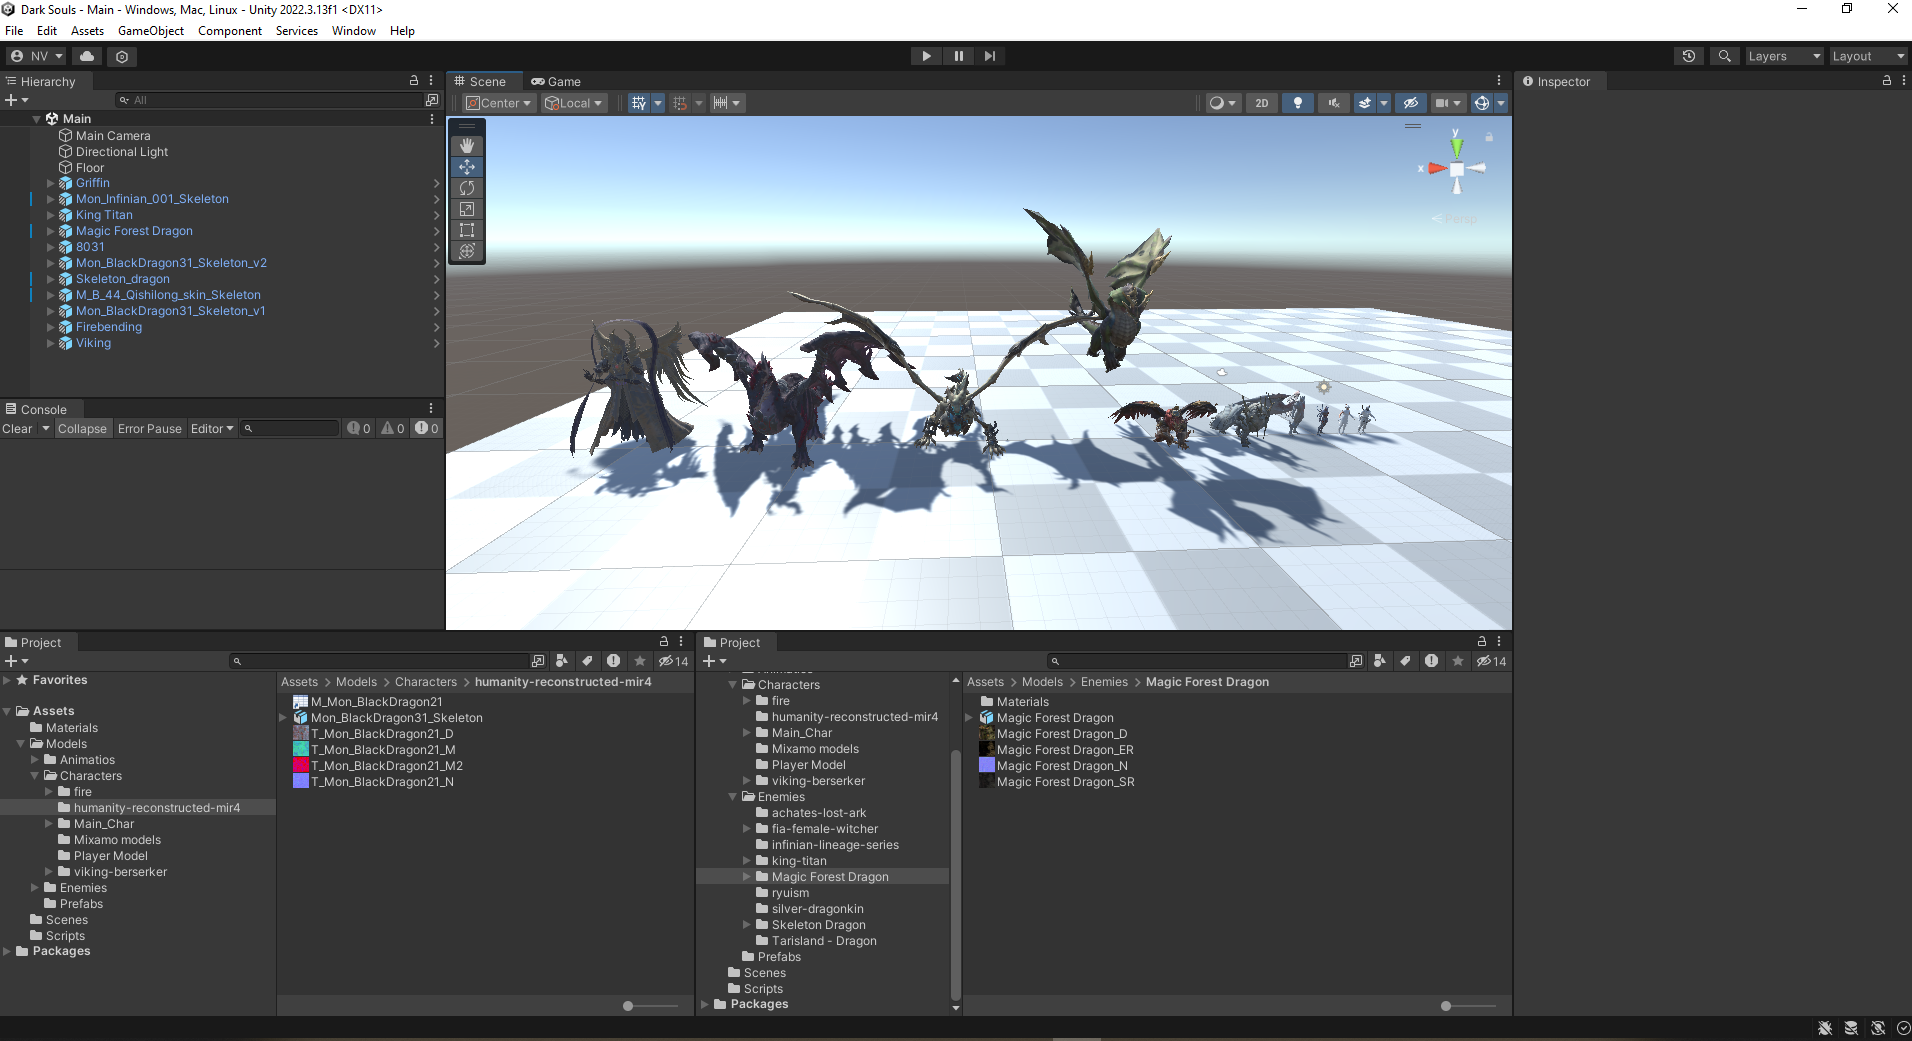 Dark Souls - Main - Windows, Mac, Linux - Unity 2022.3.13f1 <DX11>
File Edit Assets GameObject Component Services Window Help
NV
Layers Layout
Hierarchy
All
Main
Main Camera
Directional Light
Floor
Griffin
Mon_Infinian_001_Skeleton
King Titan
Magic Forest Dragon
8031
Mon_BlackDragon31_Skeleton_v2
Skeleton_dragon
M_B_44_Qishilong_skin_Skeleton
Mon_BlackDragon31_Skeleton_v1
Firebending
Viking
Console
Clear Collapse Error Pause Editor 0 0 0
Scene Game
Center Local 2D
y
x
Persp
Inspector
Project
14
Favorites
Assets
Materials
Models
Animatios
Characters
fire
humanity-reconstructed-mir4
Main_Char
Mixamo models
Player Model
viking-berserker
Enemies
Prefabs
Scenes
Scripts
Packages
Assets > Models > Characters > humanity-reconstructed-mir4
M_Mon_BlackDragon21
Mon_BlackDragon31_Skeleton
T_Mon_BlackDragon21_D
T_Mon_BlackDragon21_M
T_Mon_BlackDragon21_M2
T_Mon_BlackDragon21_N
Project
14
Characters
fire
humanity-reconstructed-mir4
Main_Char
Mixamo models
Player Model
viking-berserker
Enemies
achates-lost-ark
fia-female-witcher
infinian-lineage-series
king-titan
Magic Forest Dragon
ryuism
silver-dragonkin
Skeleton Dragon
Tarisland - Dragon
Prefabs
Scenes
Scripts
Packages
Assets > Models > Enemies > Magic Forest Dragon
Materials
Magic Forest Dragon
Magic Forest Dragon_D
Magic Forest Dragon_ER
Magic Forest Dragon_N
Magic Forest Dragon_SR